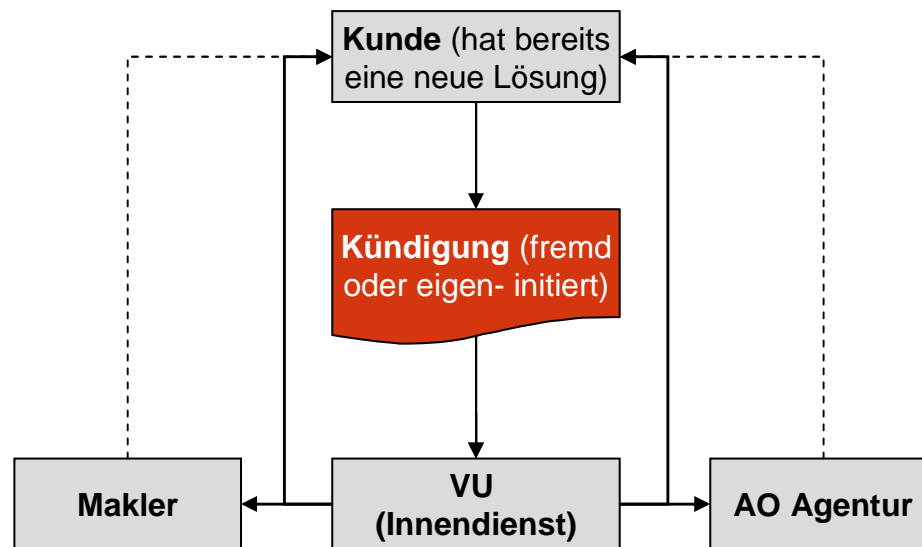 Kunde (hat bereits
eine neue Lösung)
Kündigung (fremd
oder eigen- initiert)
Makler
VU
(Innendienst)
AO Agentur